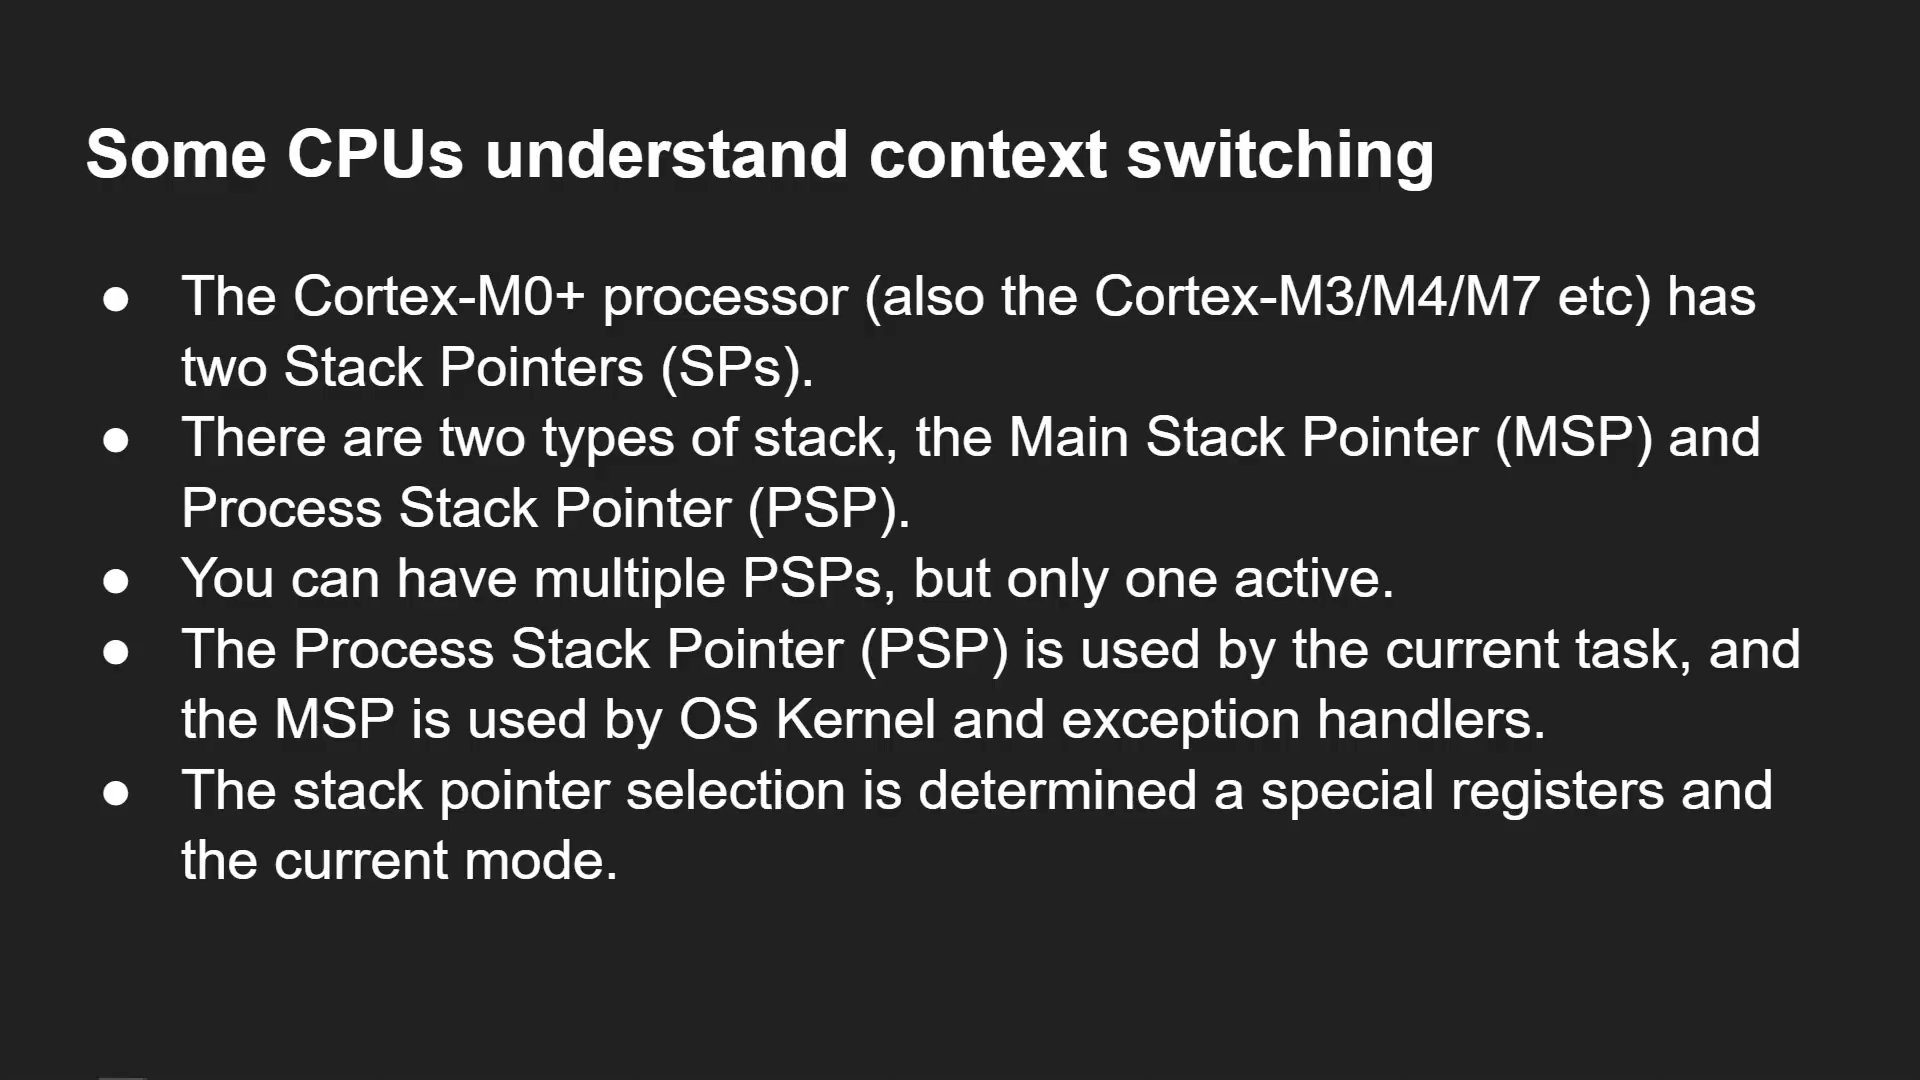 Some CPUs understand context switching
● The Cortex-M0+ processor (also the Cortex-M3/M4/M7 etc) has
two Stack Pointers (SPs).
● There are two types of stack, the Main Stack Pointer (MSP) and
Process Stack Pointer (PSP).
● You can have multiple PSPs, but only one active.
● The Process Stack Pointer (PSP) is used by the current task, and
the MSP is used by OS Kernel and exception handlers.
● The stack pointer selection is determined a special registers and
the current mode.